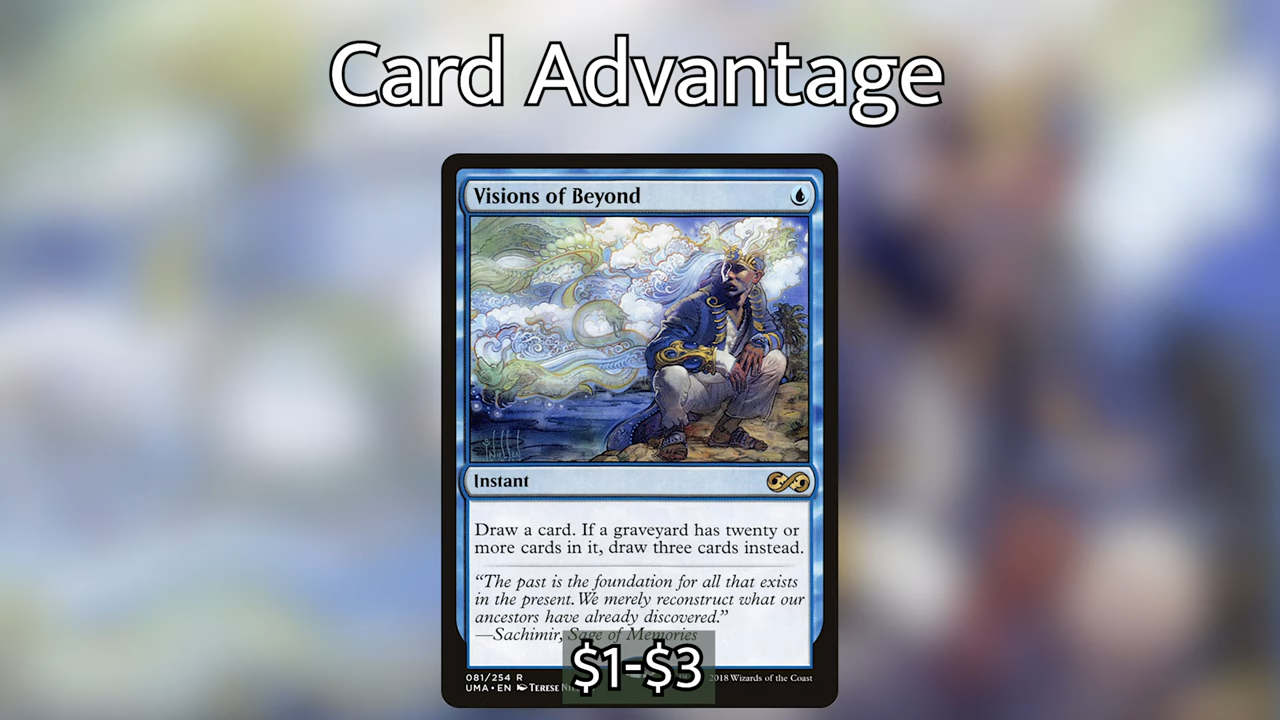 Card Advantage
Visions of Beyond
Instant
Draw a card. If a graveyard has twenty or
more cards in it, draw three cards instead.
“The past is the foundation for all that exists
in the present. We merely reconstruct what our
ancestors have already discovered.”
—Sachimir, Sage of Memories
$1-$3
081/254 R
UMA • EN TERESE
2018 Wizards of the Coast